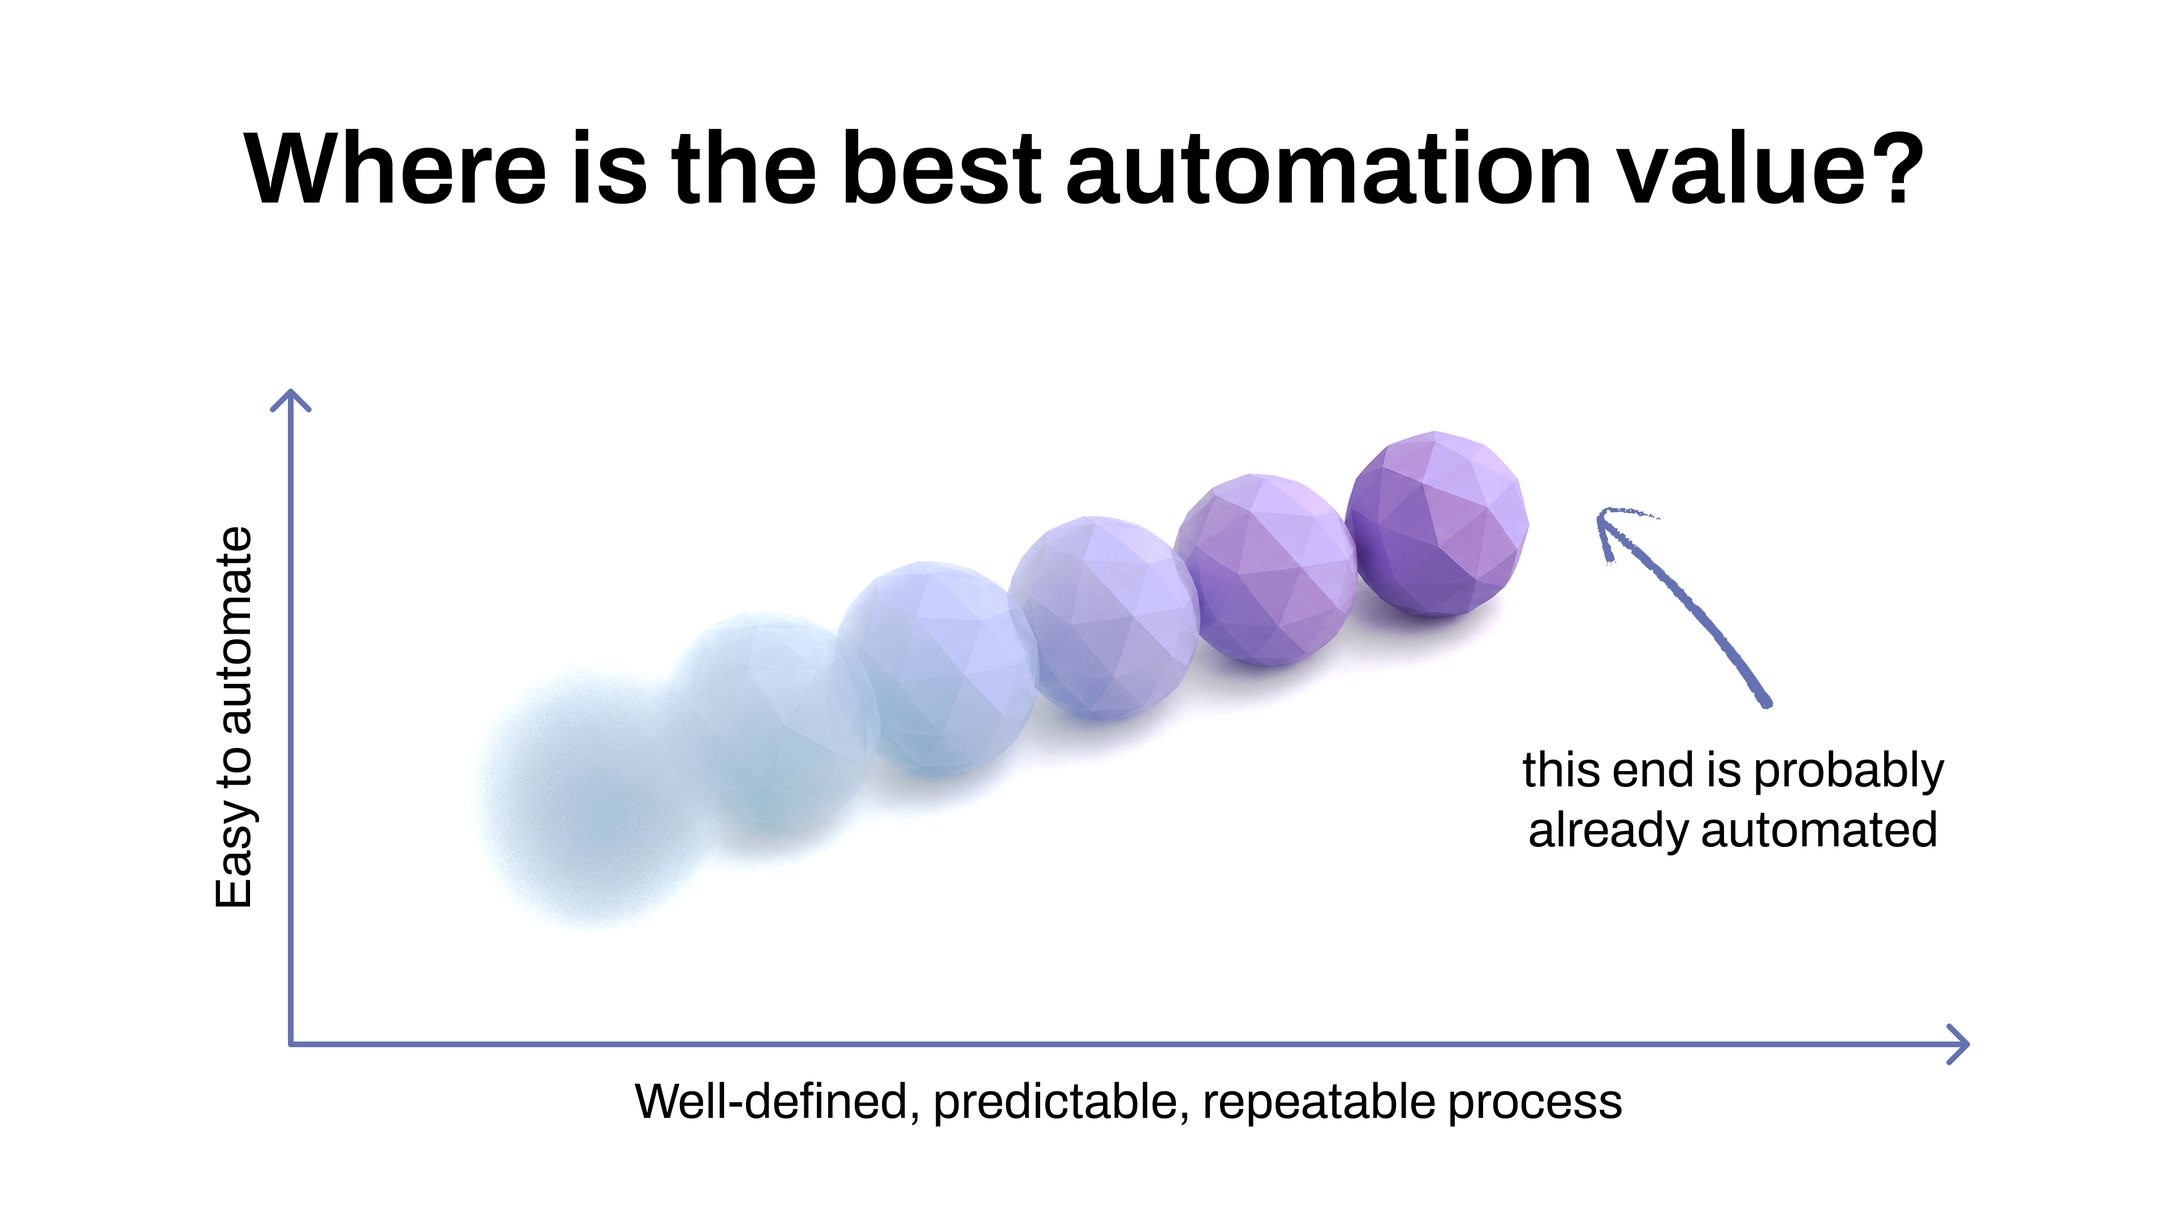 Where is the best automation value?
Easy to automate
this end is probably
already automated
Well-defined, predictable, repeatable process